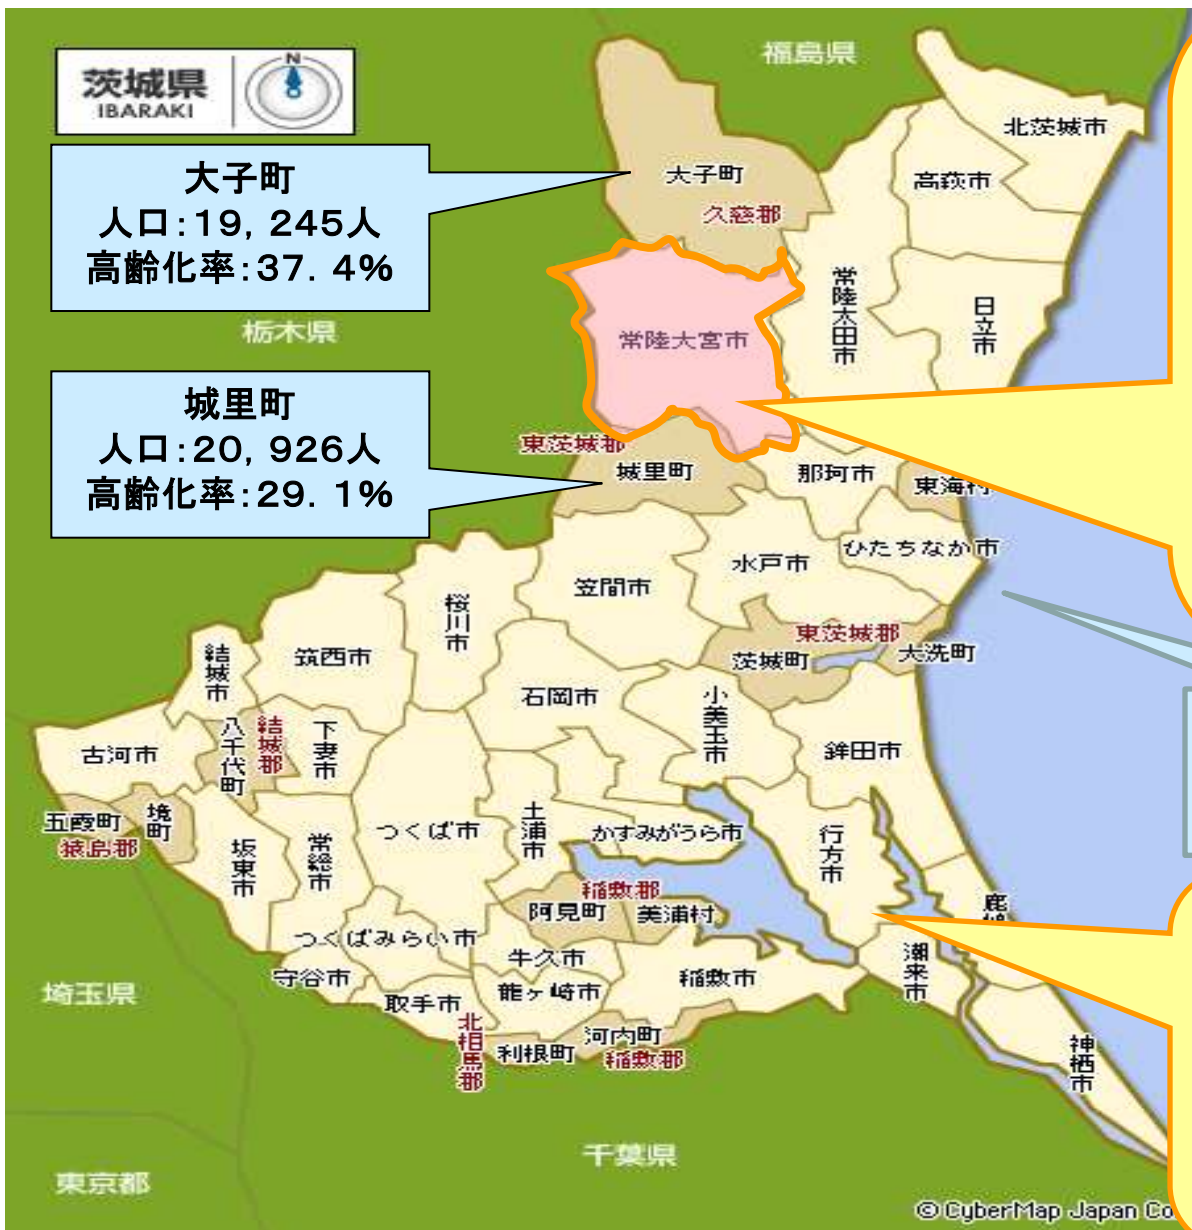 茨城県
IBARAKI
N
福島県
北茨城市
高萩市
大子町
久慈郡
大子町
人口:19, 245人
高齢化率:37. 4%
栃木県
常陸大宮市
常陸太田市
日立市
城里町
人口:20, 926人
高齢化率:29. 1%
東茨城郡
城里町
那珂市
東海村
ひたちなか市
水戸市
笠間市
桜川市
東茨城郡
茨城町
大洗町
筑西市
結城市
石岡市
小美玉市
鉾田市
古河市
八千代町
結城郡
下妻市
五霞町
境町
猿島郡
坂東市
常総市
つくば市
土浦市
かすみがうら市
行方市
稲敷郡
阿見町
美浦村
鹿
つくばみらい市
牛久市
守谷市
取手市
龍ヶ崎市
稲敷市
潮来市
埼玉県
北相馬郡
利根町
河内町
稲敷郡
神栖市
千葉県
東京都
© CyberMap Japan Co